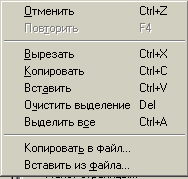 Отменить Ctrl+Z
Повторить F4
Вырезать Ctrl+X
Копировать Ctrl+C
Вставить Ctrl+V
Очистить выделение Del
Выделить все Ctrl+A
Копировать в файл...
Вставить из файла...